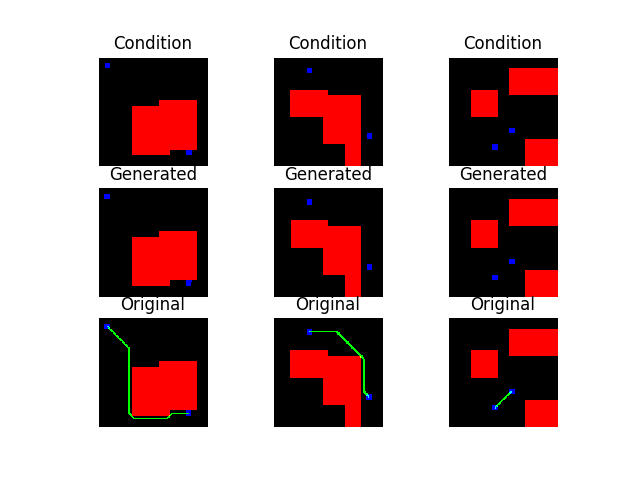 Condition Condition Condition
Generated Generated Generated
Original Original Original